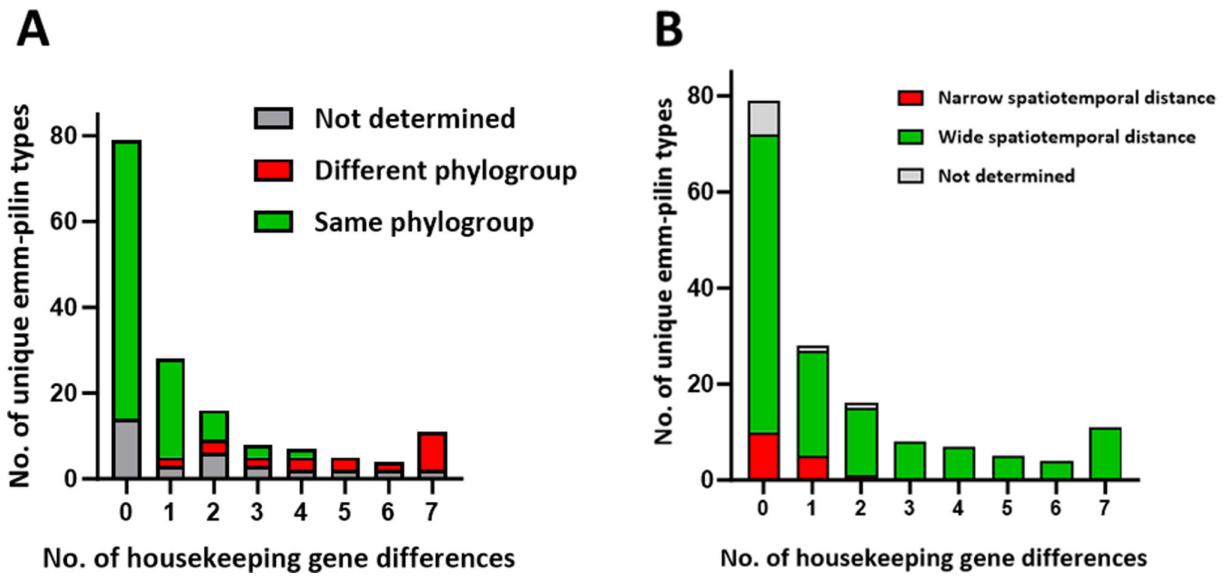 A
No. of unique emm-pilin types
80
60
40
20
0
Not determined
Different phylogroup
Same phylogroup
0 1 2 3 4 5 6 7
No. of housekeeping gene differences
B
No. of unique emm-pilin types
80
60
40
20
0
Narrow spatiotemporal distance
Wide spatiotemporal distance
Not determined
0 1 2 3 4 5 6 7
No. of housekeeping gene differences